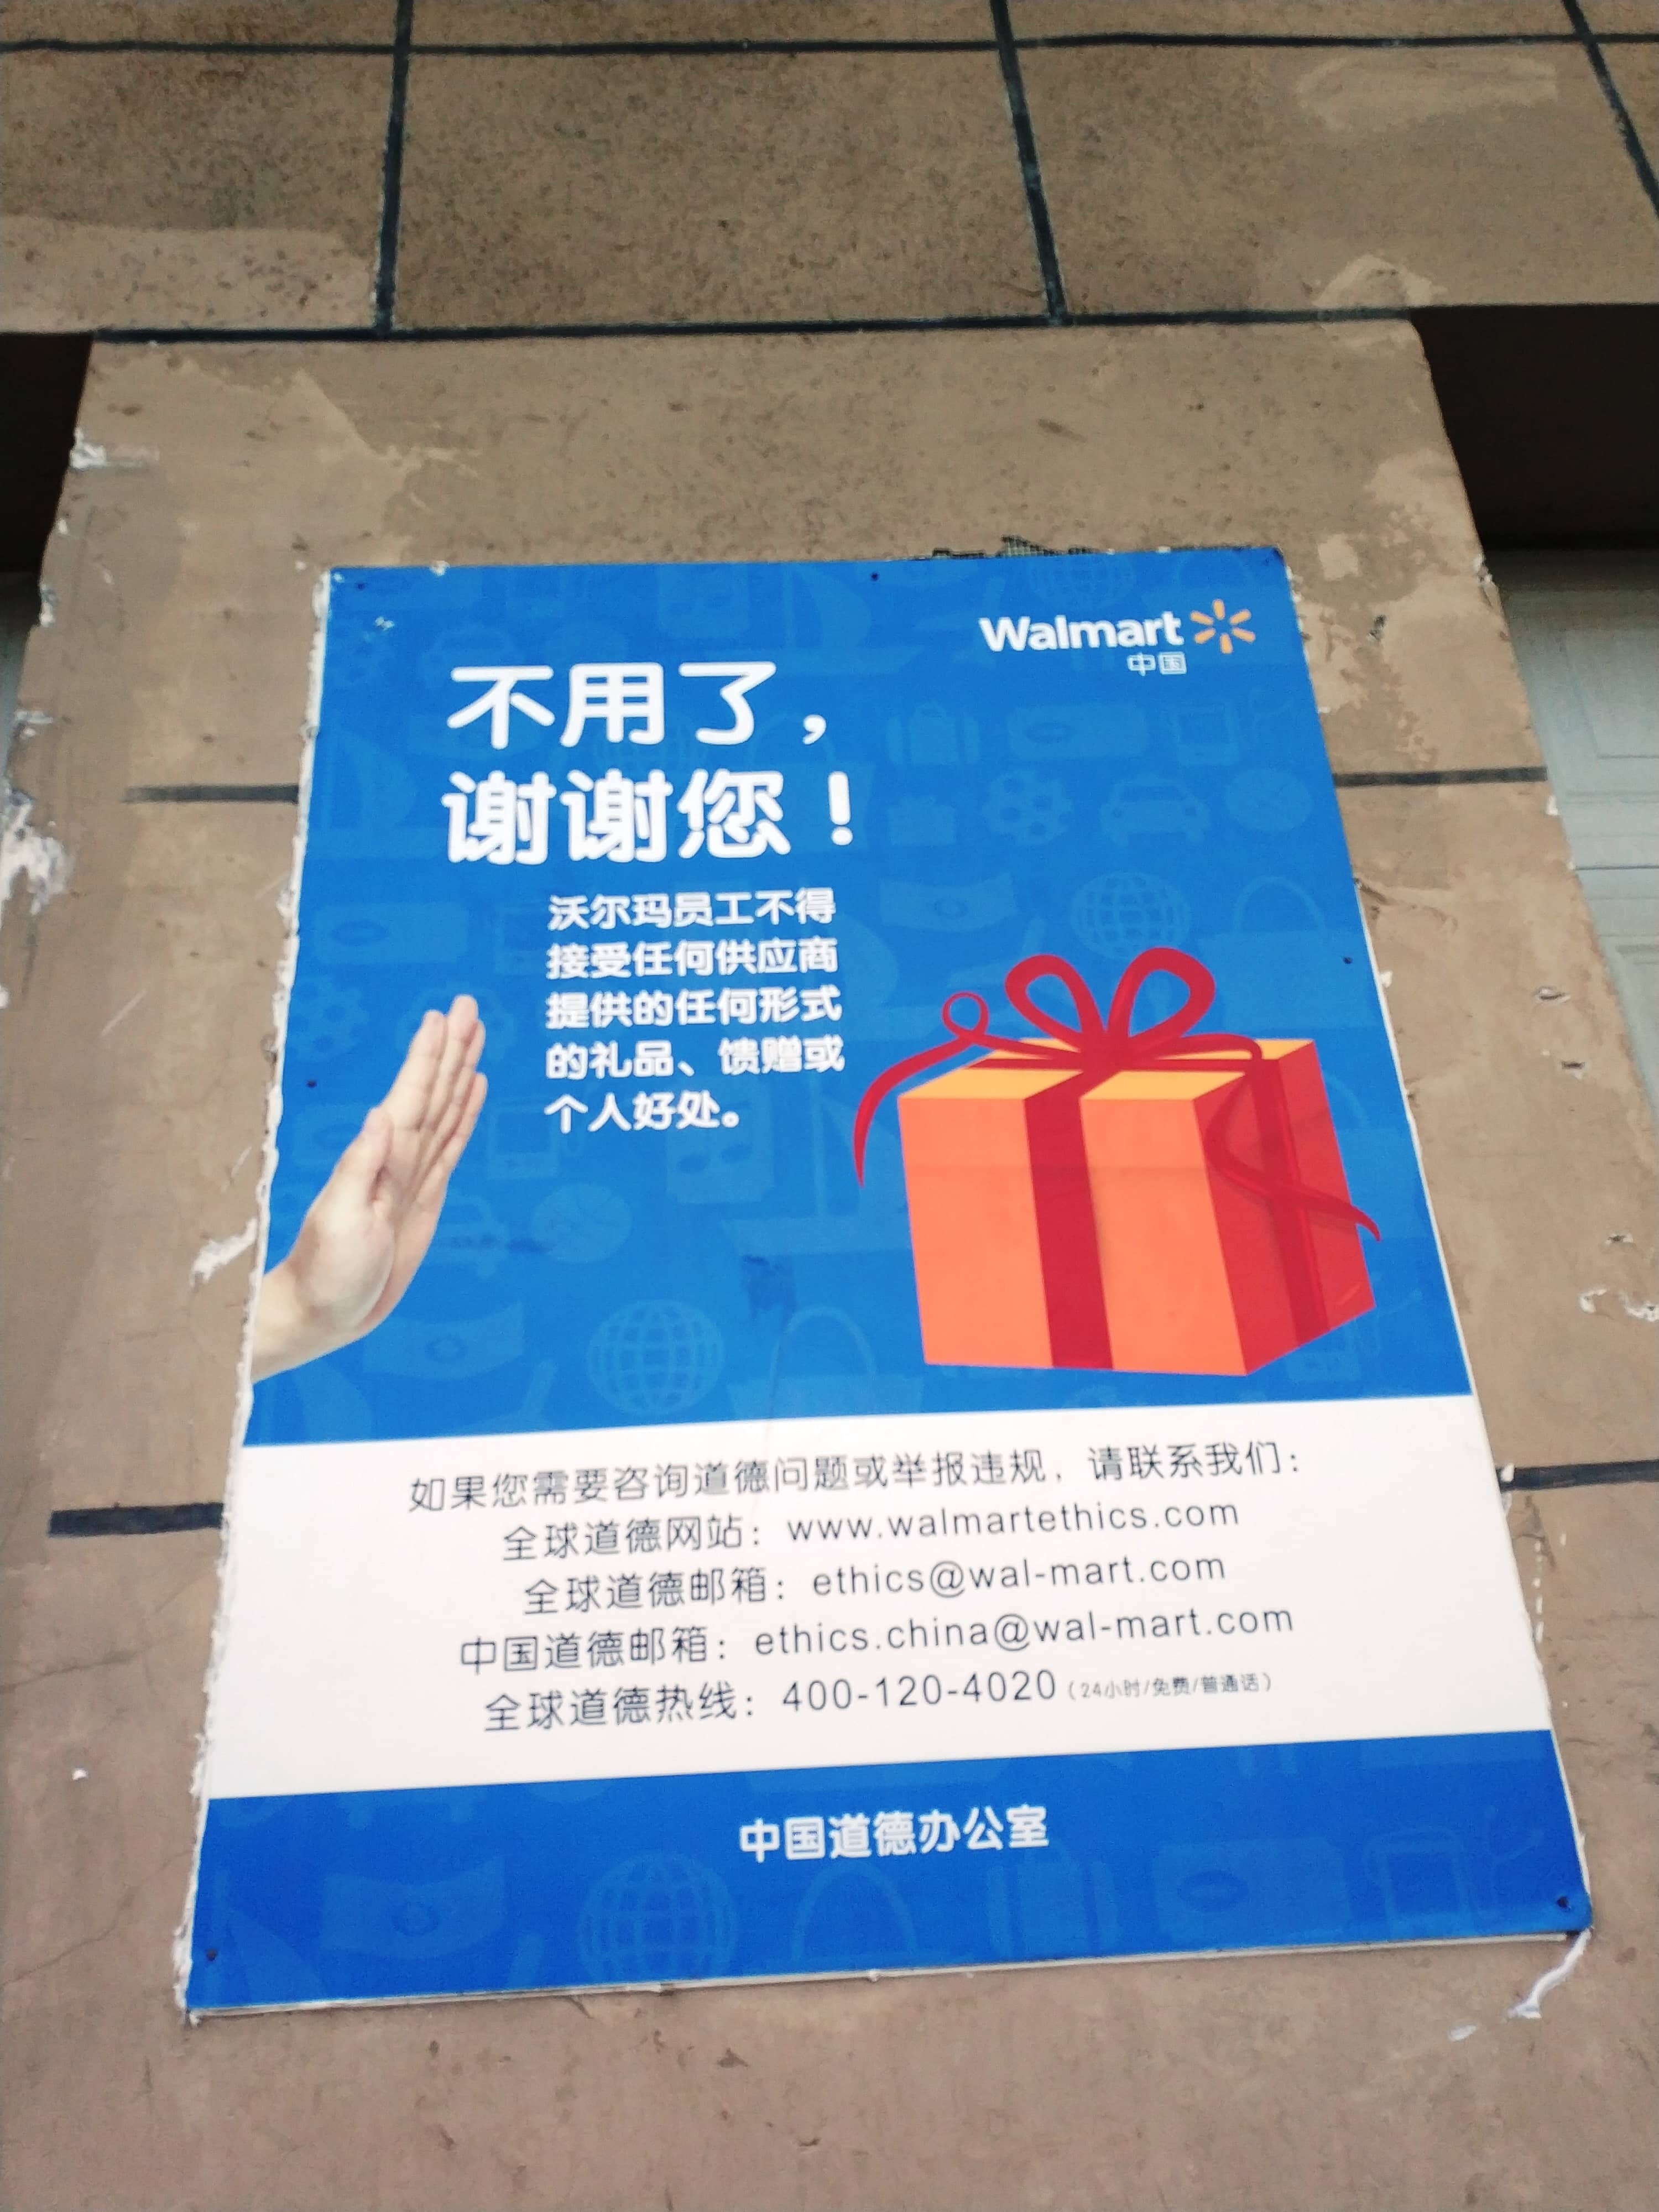 Walmart
中国
不用了，
谢谢您！
沃尔玛员工不得
接受任何供应商
提供的任何形式
的礼品、馈赠或
个人好处。
如果您需要咨询道德问题或举报违规，请联系我们：
全球道德网站：www.walmartethics.com
全球道德邮箱：ethics@wal-mart.com
中国道德邮箱：ethics.china@wal-mart.com
全球道德热线：400-120-4020（24小时/免费/普通话）
中国道德办公室